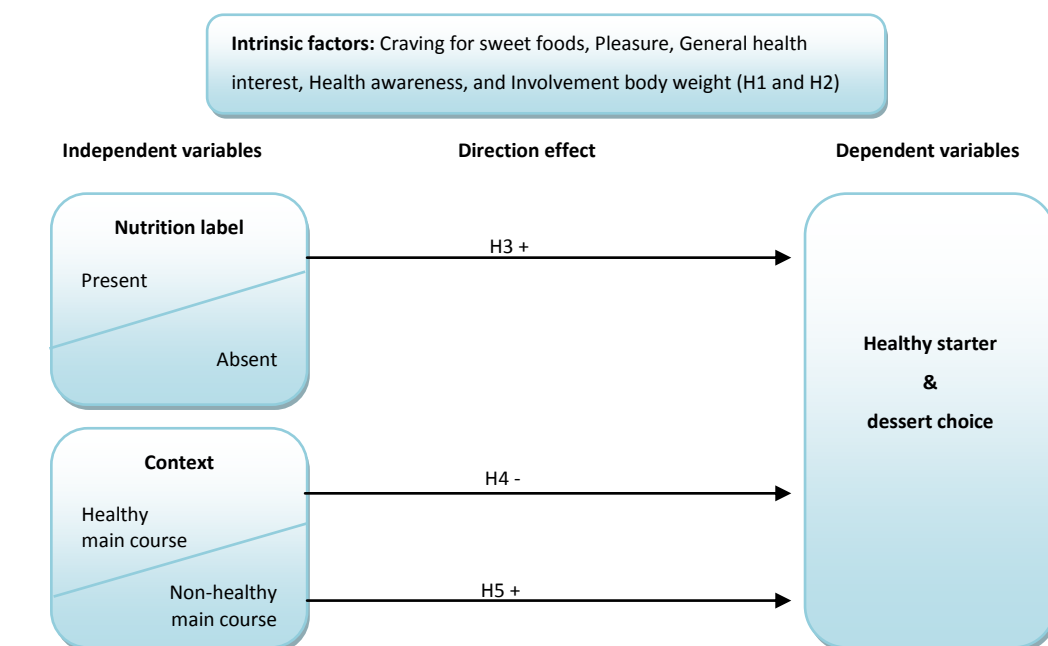 Intrinsic factors: Craving for sweet foods, Pleasure, General health
interest, Health awareness, and Involvement body weight (H1 and H2)
Independent variables
Direction effect
Dependent variables
Nutrition label
Present
Absent
H3 +
Context
Healthy
main course
Non-healthy
main course
H4 -
H5 +
Healthy starter
&
dessert choice